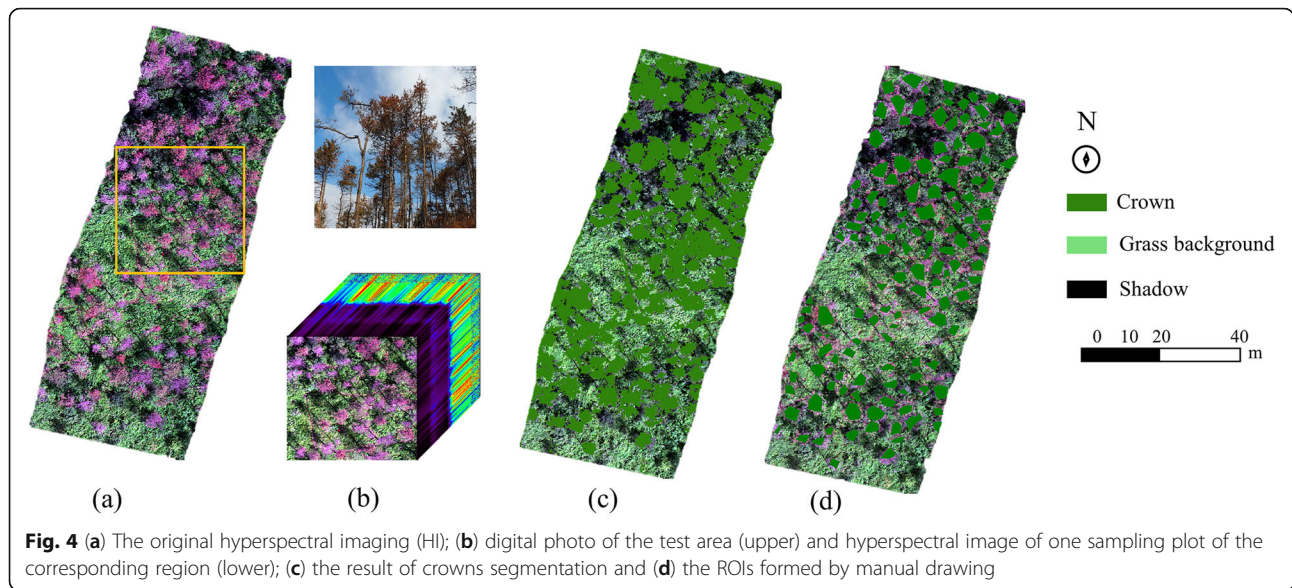 N
Crown
Grass background
Shadow
0 10 20 40
m
(a) (b) (c) (d)
Fig. 4 (a) The original hyperspectral imaging (HI); (b) digital photo of the test area (upper) and hyperspectral image of one sampling plot of the
corresponding region (lower); (c) the result of crowns segmentation and (d) the ROIs formed by manual drawing